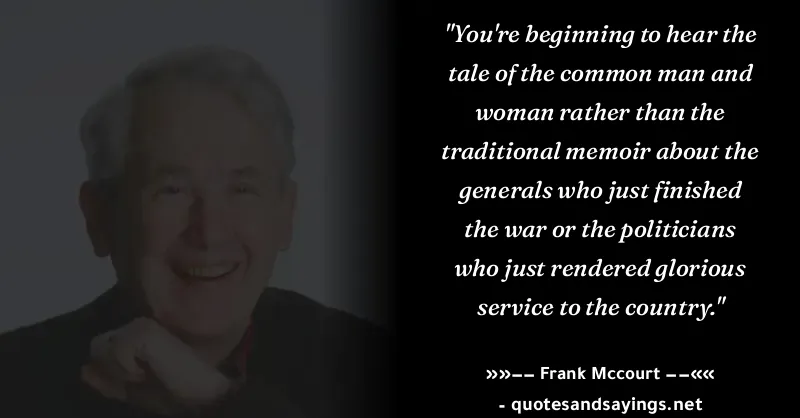 "You're beginning to hear the
tale of the common man and
woman rather than the
traditional memoir about the
generals who just finished
the war or the politicians
who just rendered glorious
service to the country."
»»—– Frank Mccourt —–««
- quotesandsayings.net